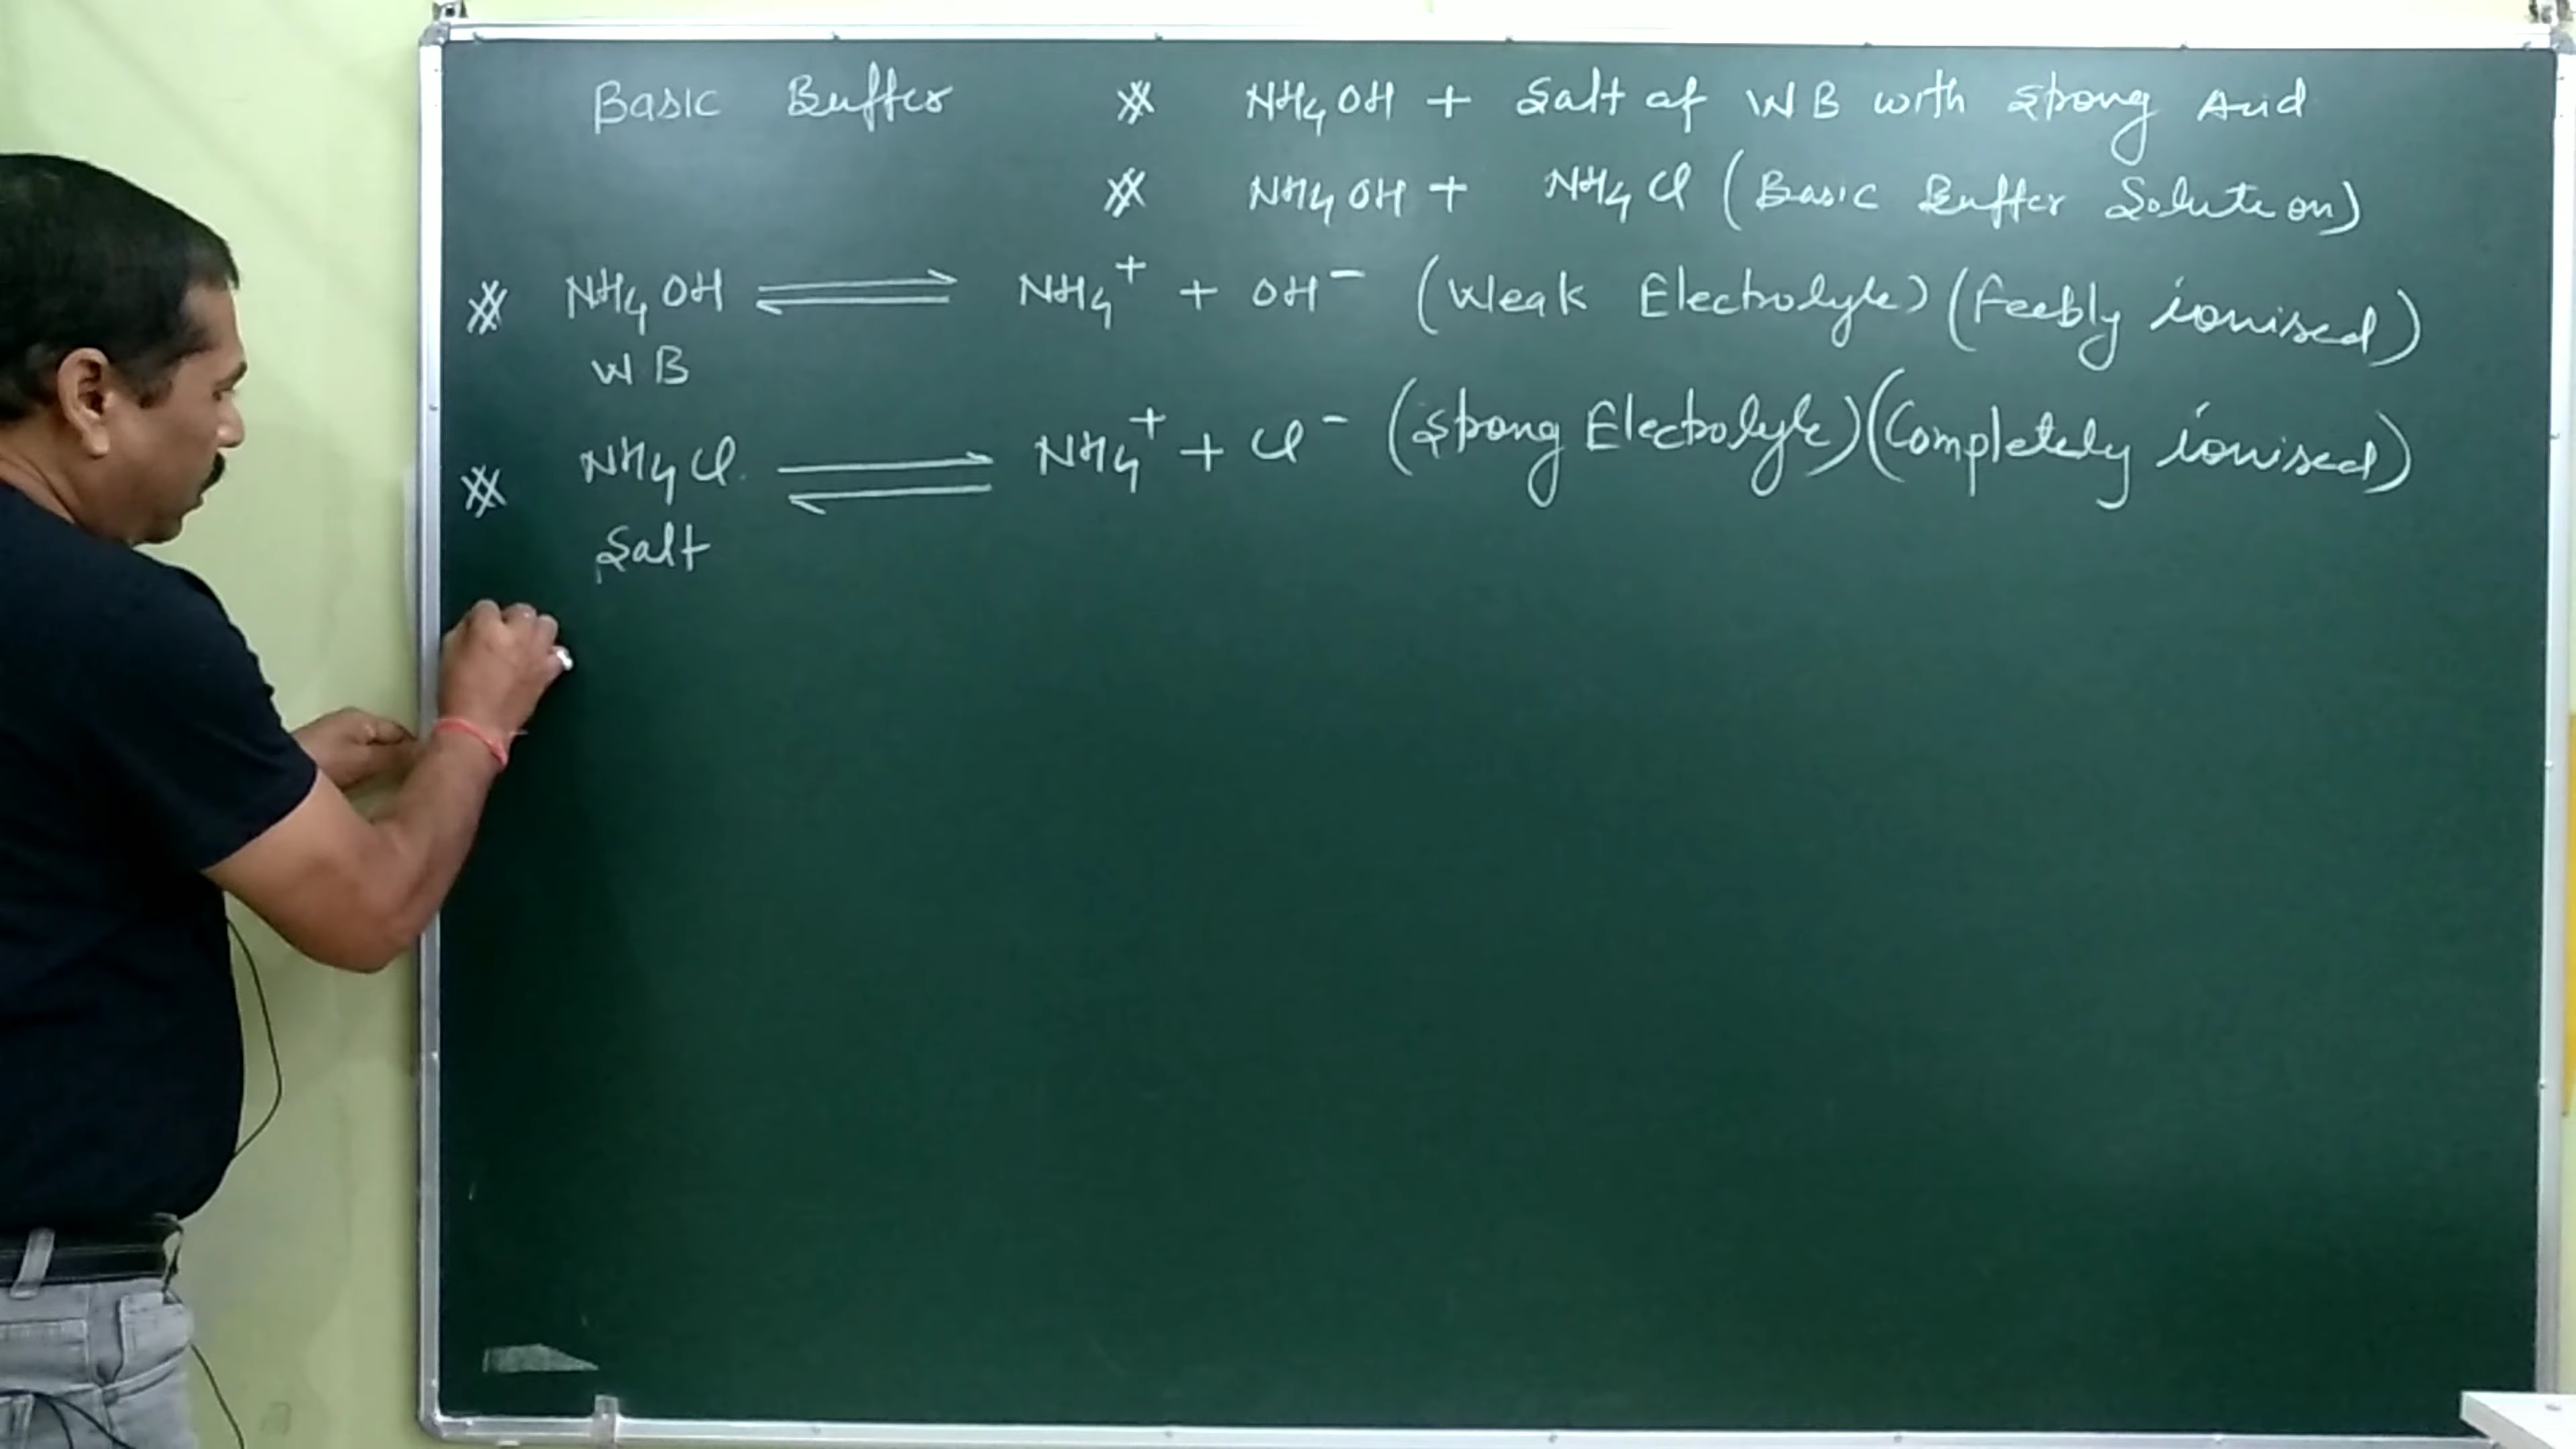 Basic Buffer ※ NH₄OH + Salt of WB with strong Acid
※ NH₄OH + NH₄Cl (Basic Buffer Solution)
※ NH₄OH ⇌ NH₄⁺ + OH⁻ (Weak Electrolyte) (Feebly ionised)
WB
※ NH₄Cl ⇌ NH₄⁺ + Cl⁻ (Strong Electrolyte) (Completely ionised)
Salt